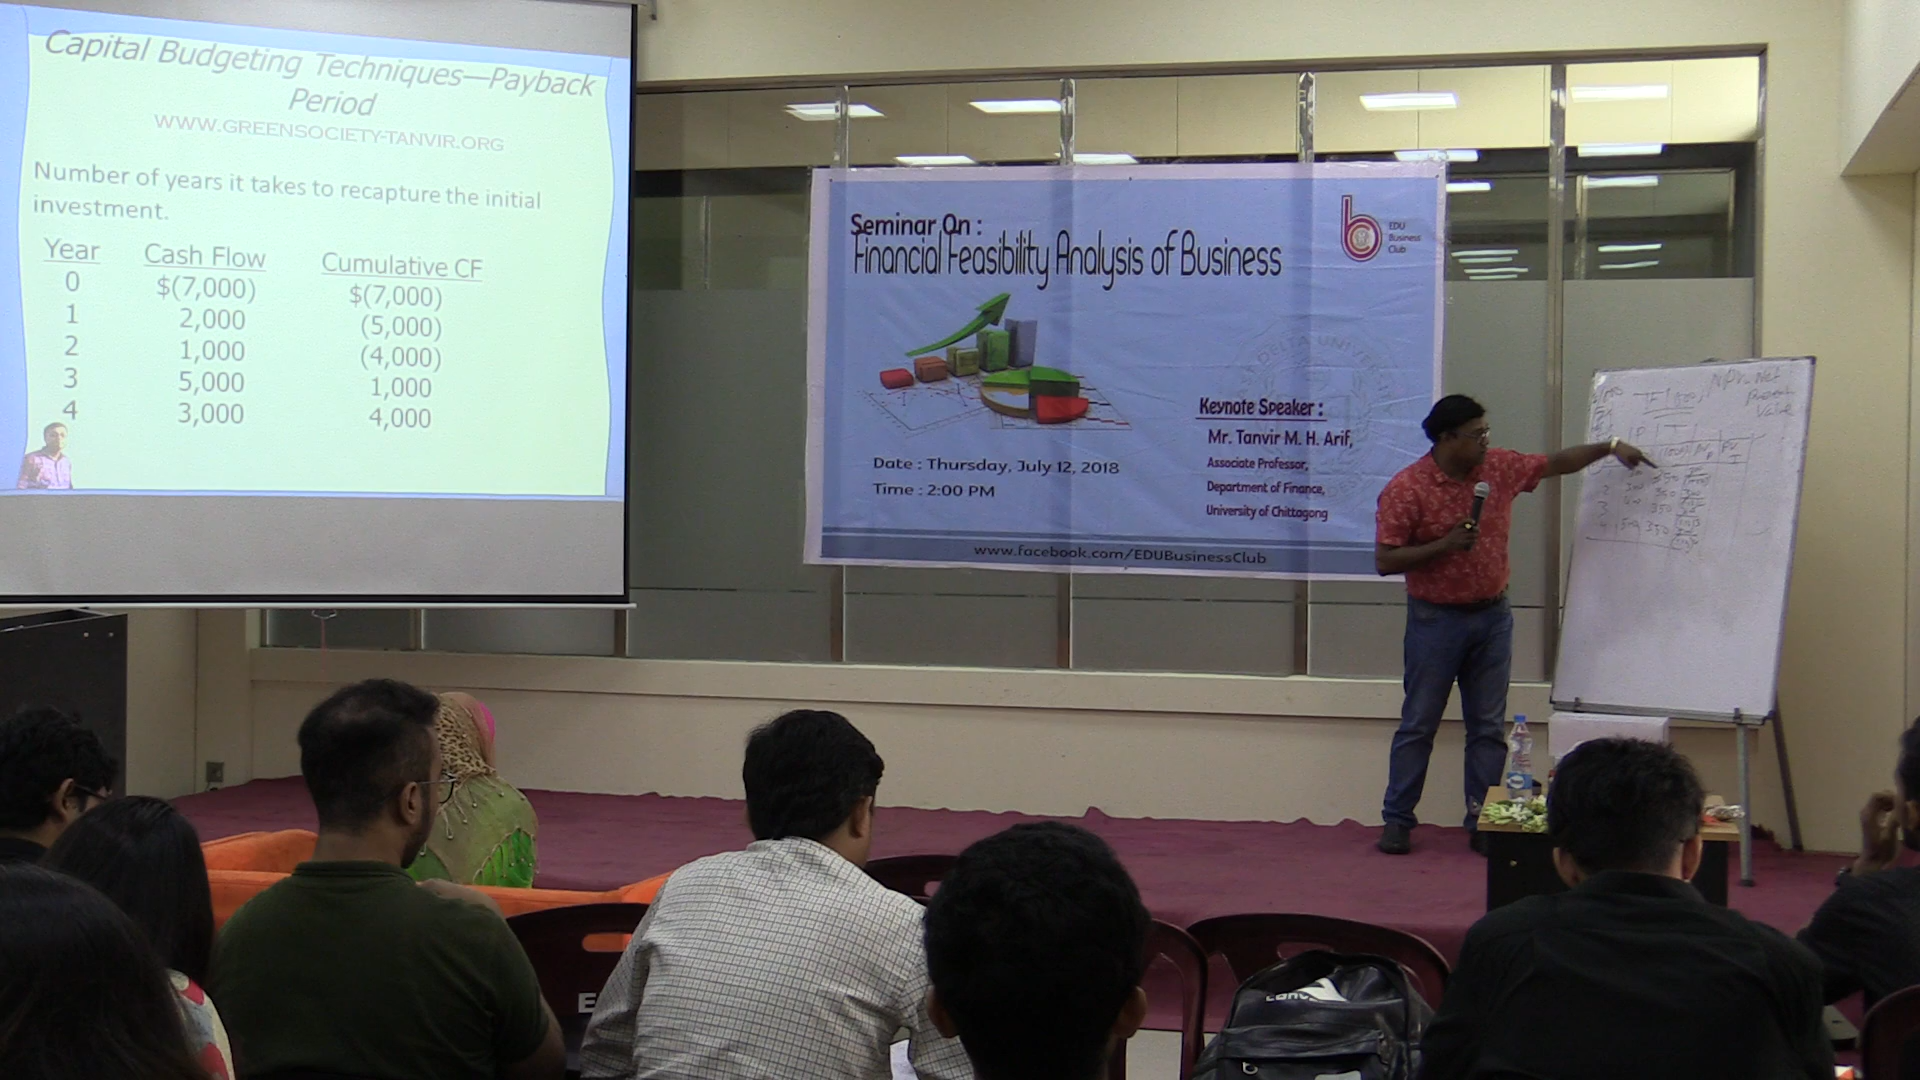 Capital Budgeting Techniques—Payback
Period
WWW.GREENSOCIETY-TANVIR.ORG
Number of years it takes to recapture the initial
investment.
Year Cash Flow Cumulative CF
0 $(7,000) $(7,000)
1 2,000 (5,000)
2 1,000 (4,000)
3 5,000 1,000
4 3,000 4,000
Seminar On :
Financial Feasibility Analysis of Business
EDU
Business
Club
Keynote Speaker :
Mr. Tanvir M. H. Arif,
Associate Professor,
Department of Finance,
University of Chittagong
Date : Thursday, July 12, 2018
Time : 2:00 PM
www.facebook.com/EDUBusinessClub
NPV Net
Present
Value